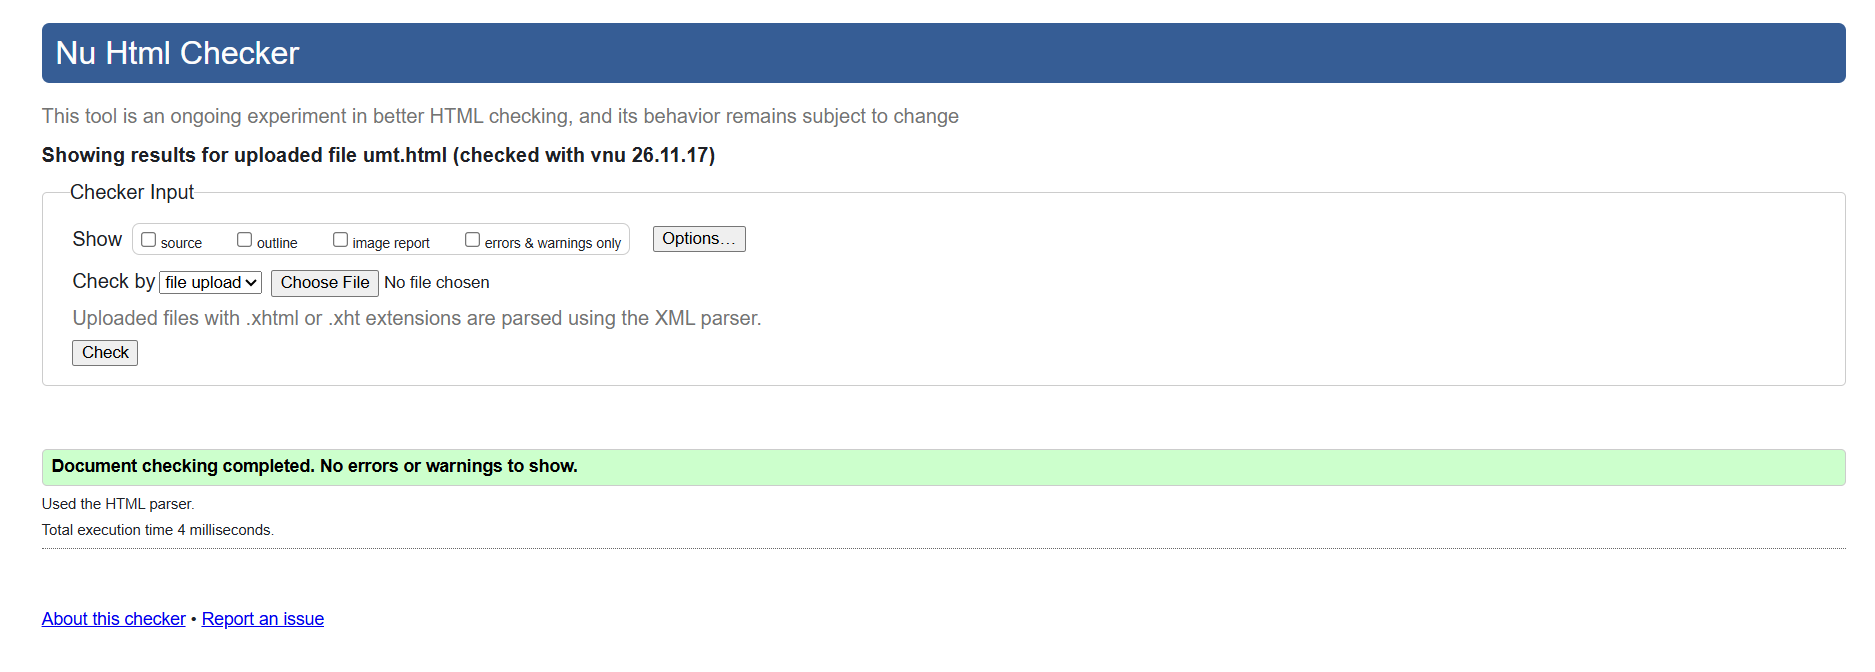 Nu Html Checker
This tool is an ongoing experiment in better HTML checking, and its behavior remains subject to change
Showing results for uploaded file umt.html (checked with vnu 26.11.17)
Checker Input
Show source outline image report errors & warnings only Options…
Check by file upload Choose File No file chosen
Uploaded files with .xhtml or .xht extensions are parsed using the XML parser.
Check
Document checking completed. No errors or warnings to show.
Used the HTML parser.
Total execution time 4 milliseconds.
About this checker • Report an issue